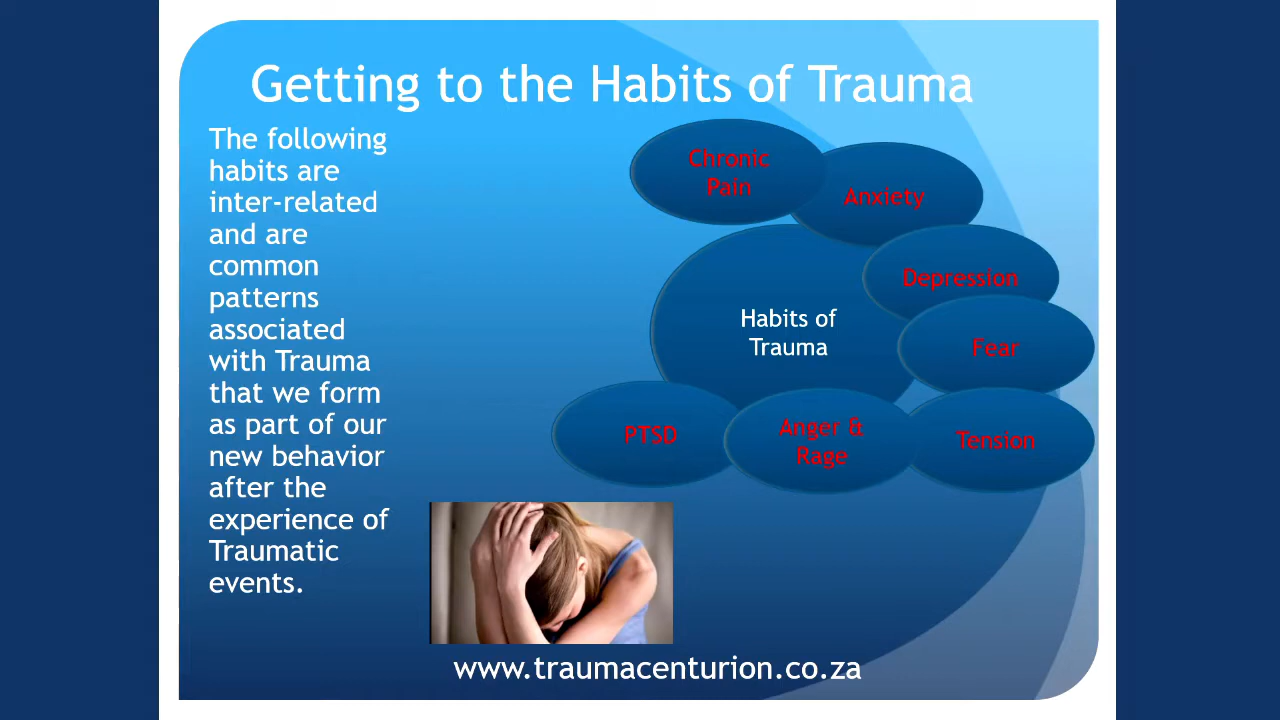 Getting to the Habits of Trauma
The following
habits are
inter-related
and are
common
patterns
associated
with Trauma
that we form
as part of our
new behavior
after the
experience of
Traumatic
events.
Chronic
Pain
Anxiety
Depression
Habits of
Trauma
Fear
PTSD
Anger &
Rage
Tension
www.traumacenturion.co.za